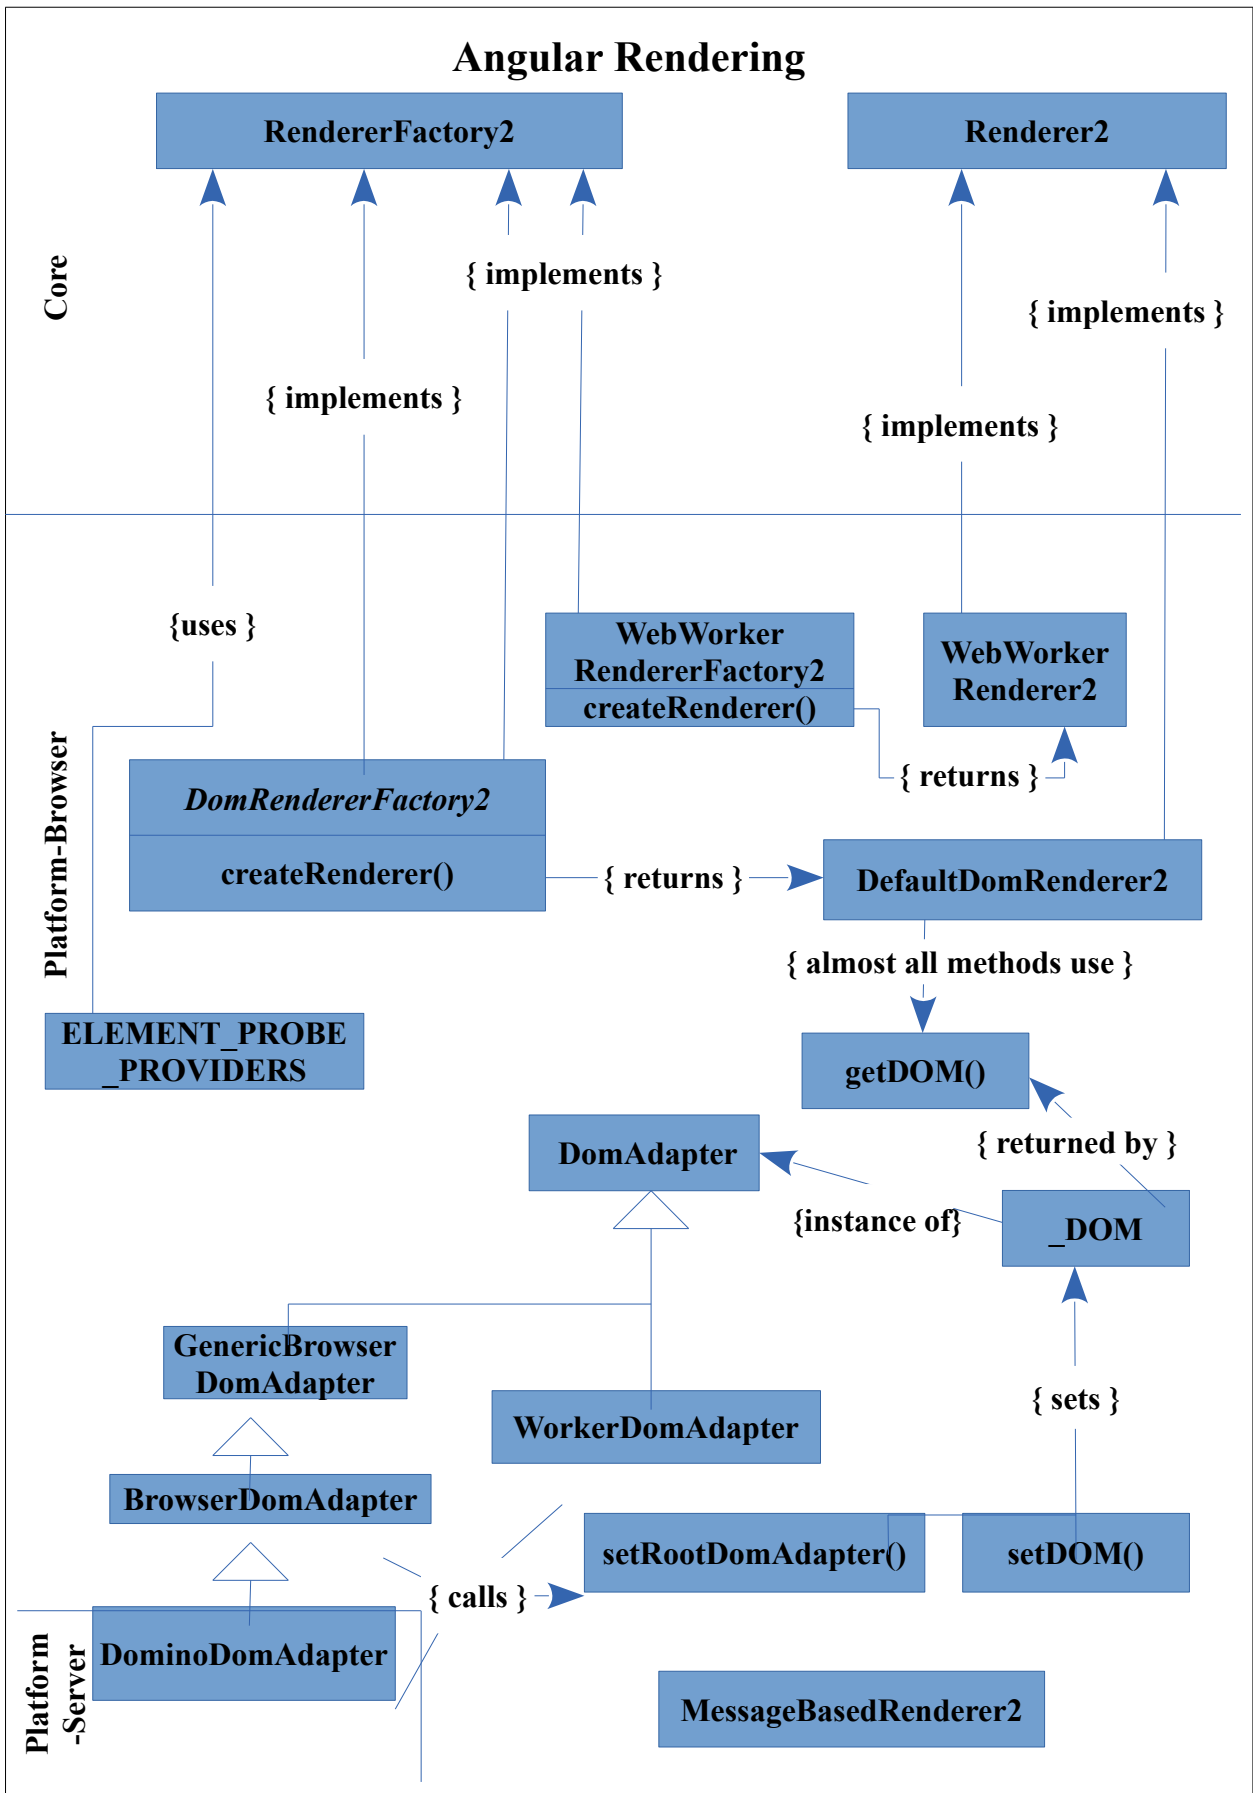 Angular Rendering
RendererFactory2
Renderer2
Core
{ implements }
{ implements }
{ implements }
{ implements }
{uses }
WebWorker
RendererFactory2
createRenderer()
WebWorker
Renderer2
Platform-Browser
{ returns }
DomRendererFactory2
createRenderer()
{ returns }
DefaultDomRenderer2
{ almost all methods use }
ELEMENT_PROBE
_PROVIDERS
getDOM()
DomAdapter
{ returned by }
{instance of}
_DOM
GenericBrowser
DomAdapter
WorkerDomAdapter
{ sets }
BrowserDomAdapter
setRootDomAdapter()
setDOM()
{ calls }
Platform
-Server
DominoDomAdapter
MessageBasedRenderer2